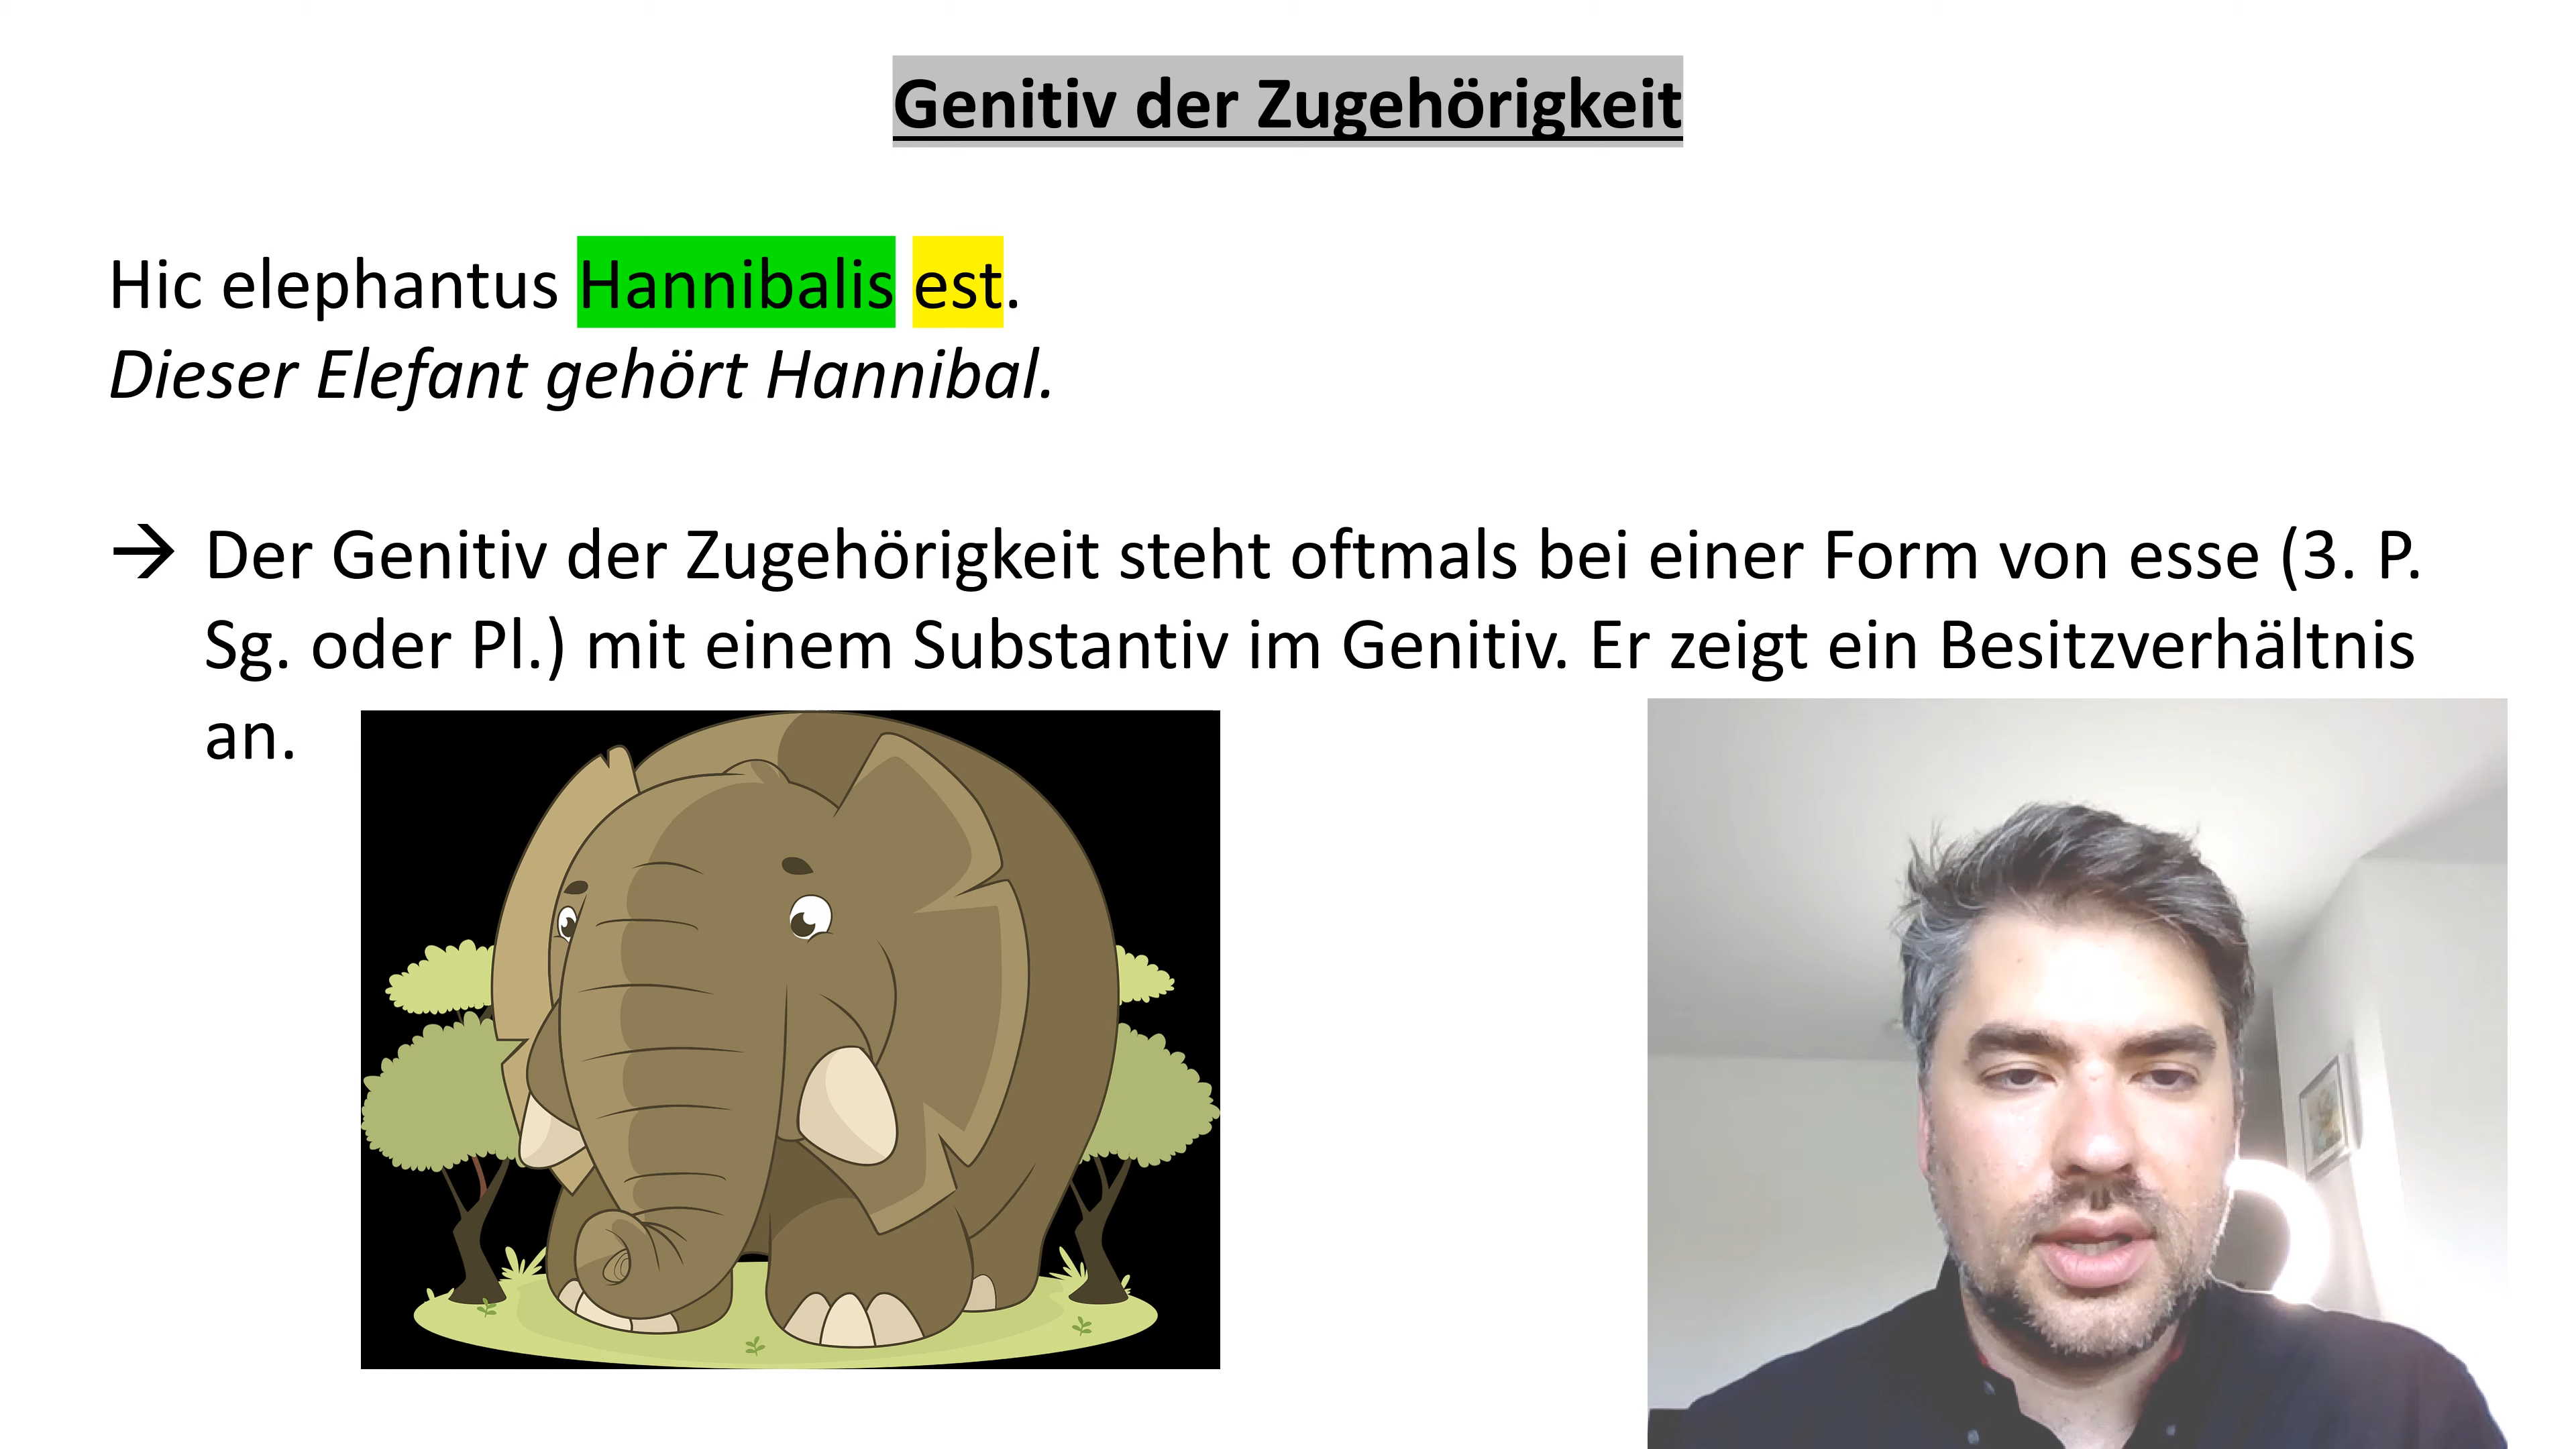 Genitiv der Zugehörigkeit
Hic elephantus Hannibalis est.
Dieser Elefant gehört Hannibal.
→ Der Genitiv der Zugehörigkeit steht oftmals bei einer Form von esse (3. P.
Sg. oder Pl.) mit einem Substantiv im Genitiv. Er zeigt ein Besitzverhältnis
an.